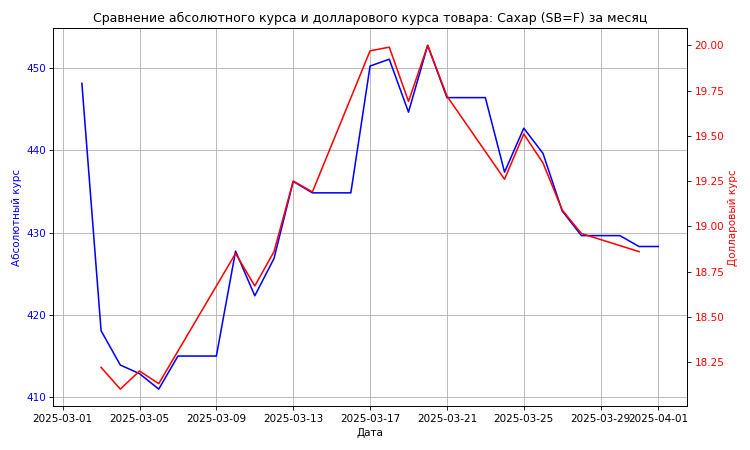 Сравнение абсолютного курса и долларового курса товара: Сахар (SB=F) за месяц
Абсолютный курс
450
440
430
420
410
20.00
19.75
19.50
19.25
19.00
18.75
18.50
18.25
Долларовый курс
2025-03-01 2025-03-05 2025-03-09 2025-03-13 2025-03-17 2025-03-21 2025-03-25 2025-03-29 2025-04-01
Дата